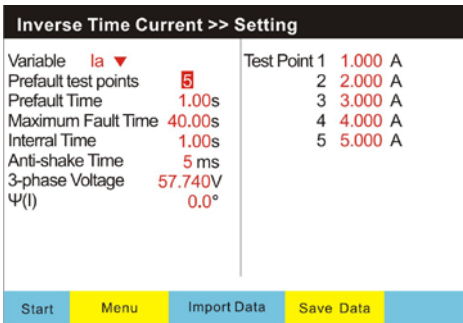 Inverse Time Current >> Setting
Variable Ia ▼
Prefault test points 5
Prefault Time 1.00s
Maximum Fault Time 40.00s
Interral Time 1.00s
Anti-shake Time 5 ms
3-phase Voltage 57.740V
Ψ(I) 0.0°
Test Point 1 1.000 A
2 2.000 A
3 3.000 A
4 4.000 A
5 5.000 A
Start Menu Import Data Save Data